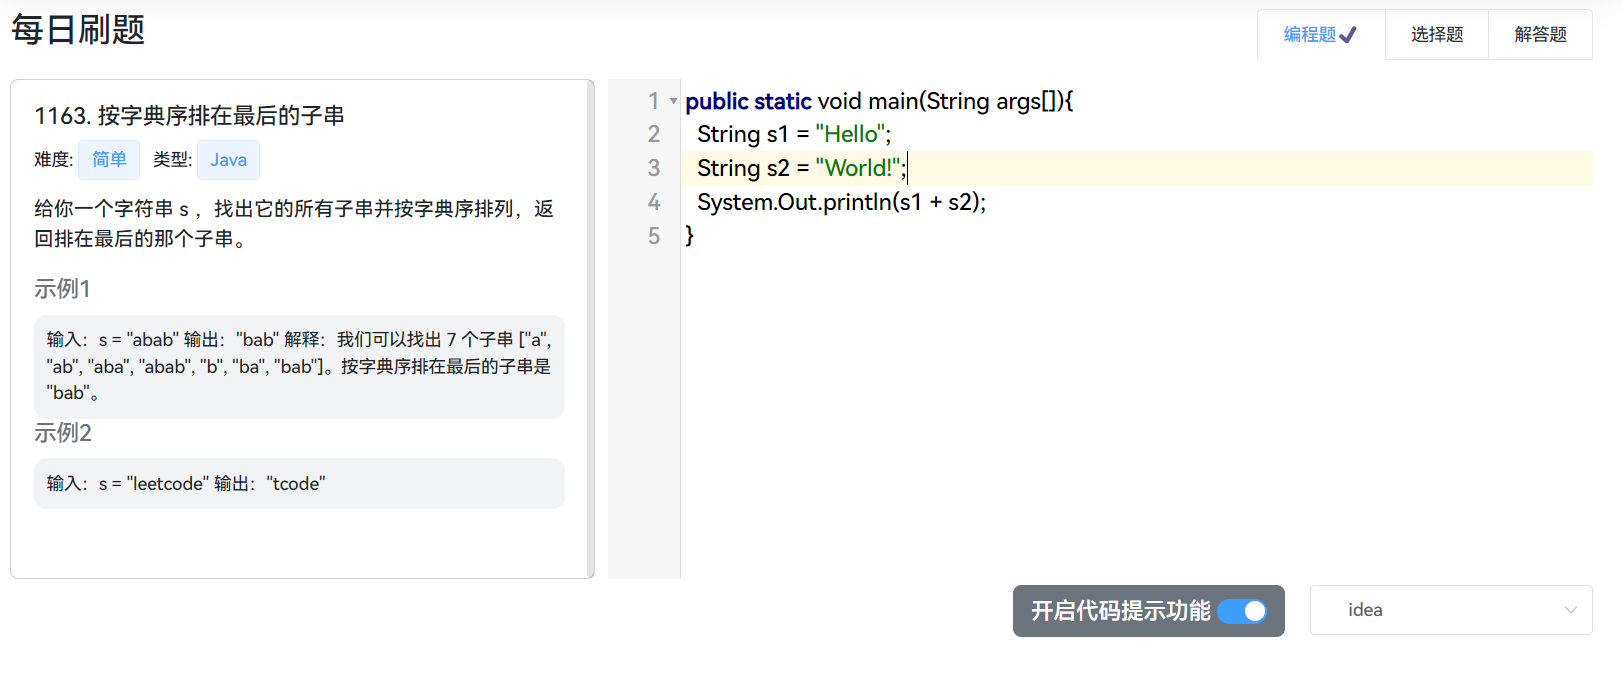 每日刷题
编程题 选择题 解答题
1163. 按字典序排在最后的子串
难度: 简单 类型: Java
给你一个字符串 s ，找出它的所有子串并按字典序排列，返
回排在最后的那个子串。
示例1
输入：s = "abab" 输出："bab" 解释：我们可以找出 7 个子串 ["a",
"ab", "aba", "abab", "b", "ba", "bab"]。按字典序排在最后的子串是
"bab"。
示例2
输入：s = "leetcode" 输出："tcode"
1 public static void main(String args[]){
2 String s1 = "Hello";
3 String s2 = "World!";
4 System.Out.println(s1 + s2);
5 }
开启代码提示功能
idea